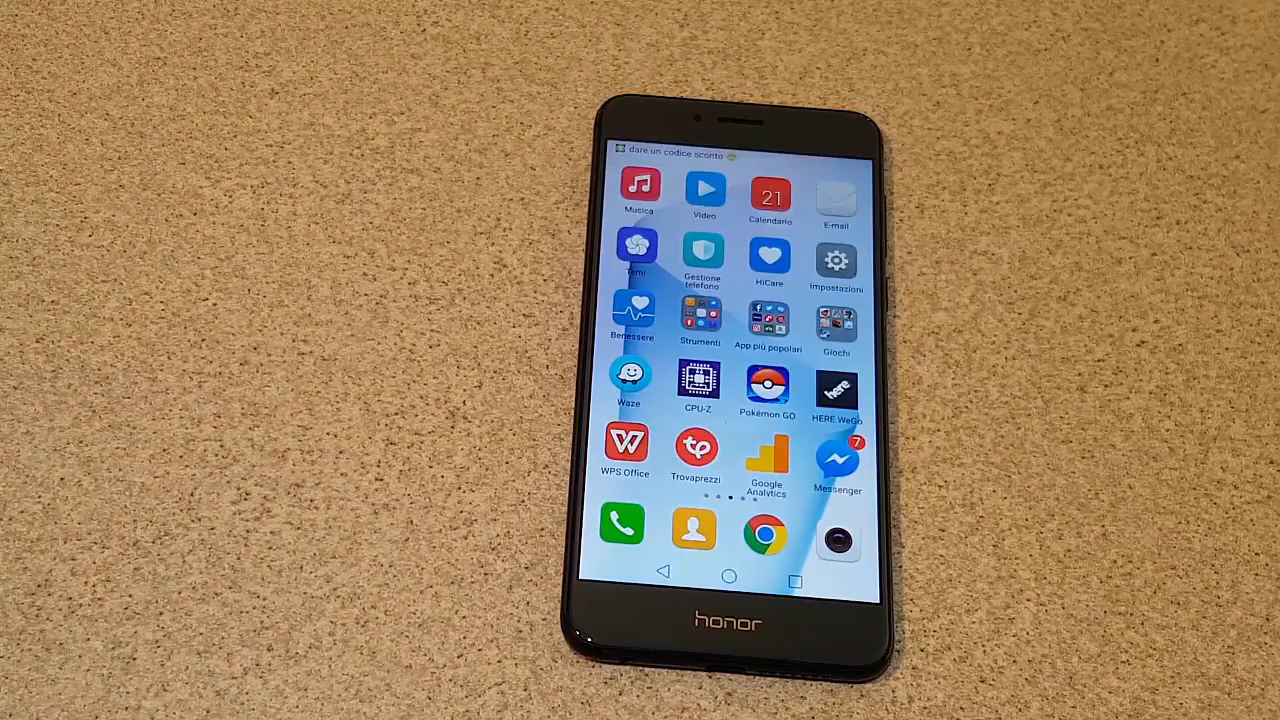 dare un codice sconto
21
Musica
Video
Calendario
E-mail
Temi
Gestione
telefono
HiCare
Impostazioni
Benessere
Strumenti
App più popolari
Giochi
here
Waze
CPU-Z
Pokémon GO
HERE WeGo
W
tp
7
WPS Office
Trovaprezzi
Google
Analytics
Messenger
honor